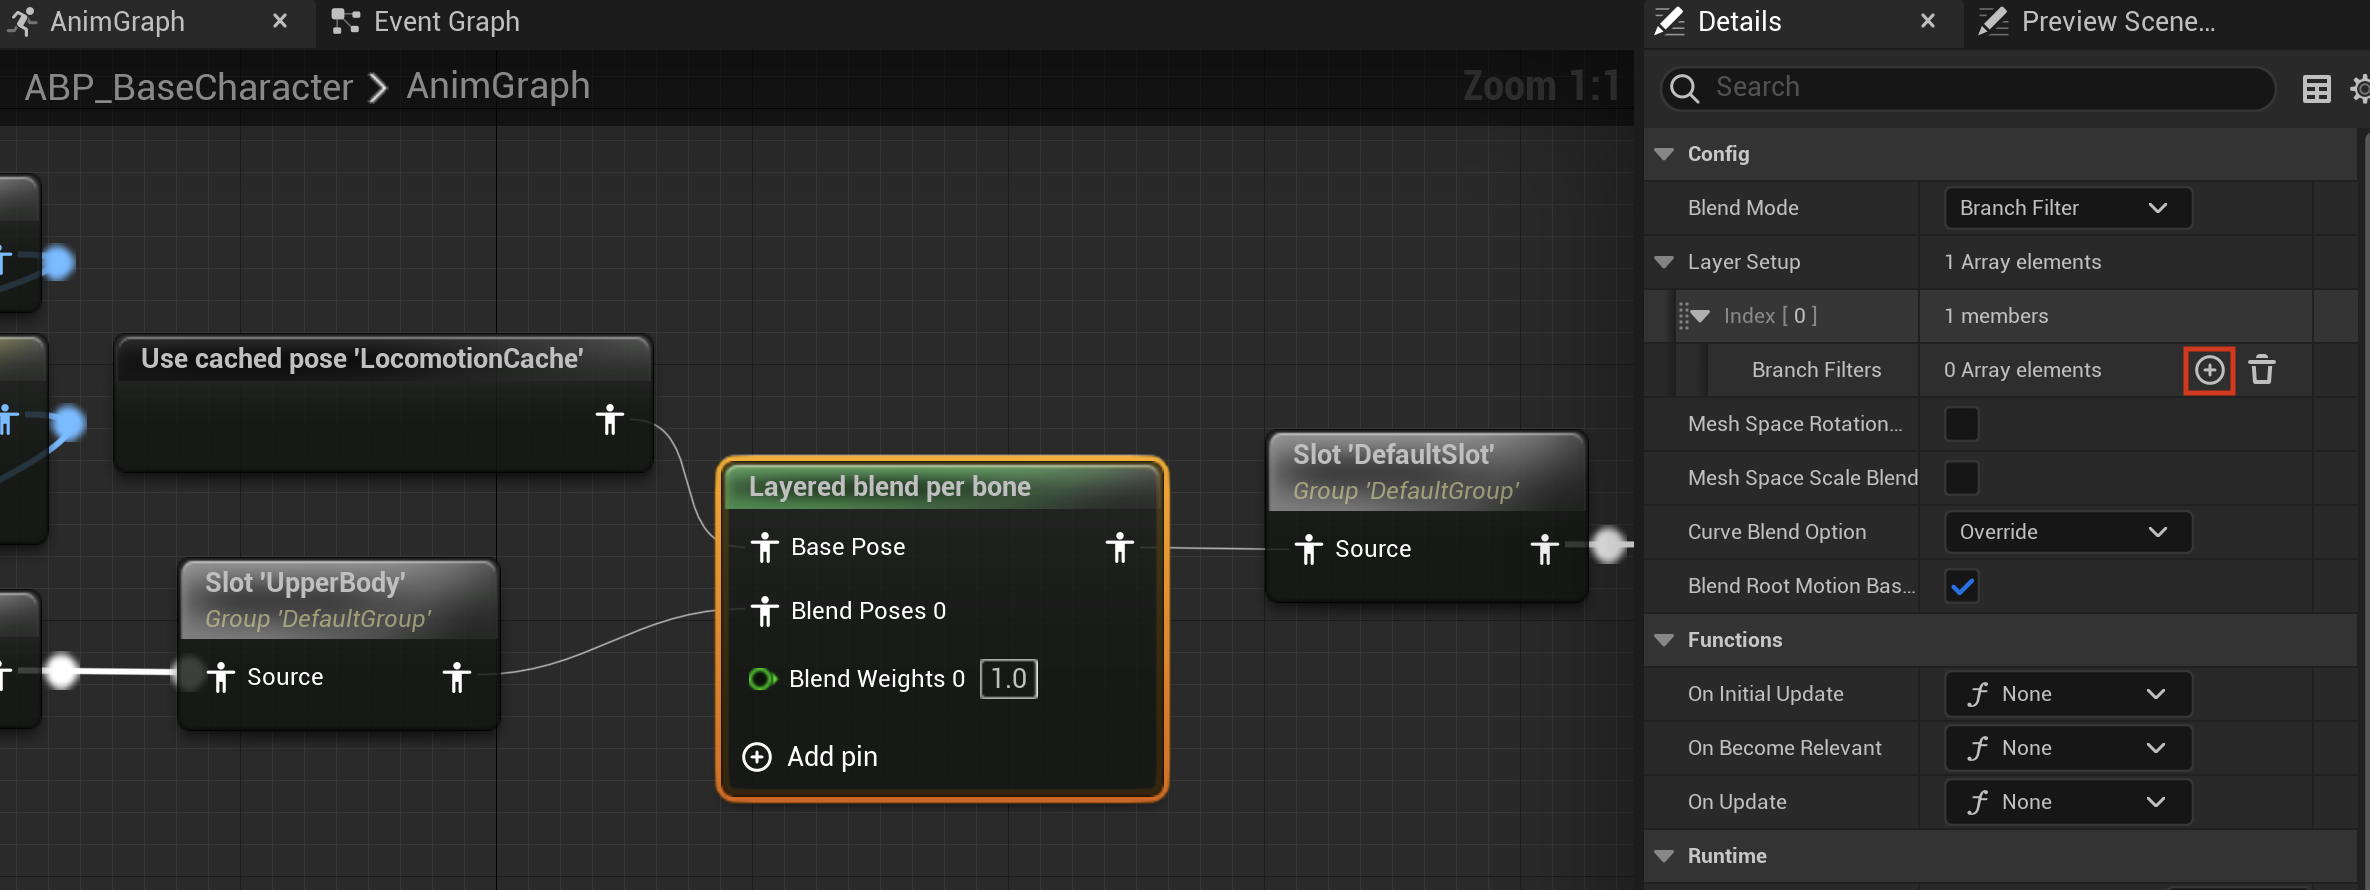 AnimGraph
Event Graph
ABP_BaseCharacter > AnimGraph
Zoom 1:1
Use cached pose 'LocomotionCache'
Slot 'UpperBody'
Group 'DefaultGroup'
Source
Layered blend per bone
Base Pose
Blend Poses 0
Blend Weights 0 1.0
Add pin
Slot 'DefaultSlot'
Group 'DefaultGroup'
Source
Details
Preview Scene...
Search
Config
Blend Mode Branch Filter
Layer Setup 1 Array elements
Index [ 0 ] 1 members
Branch Filters 0 Array elements
Mesh Space Rotation...
Mesh Space Scale Blend
Curve Blend Option Override
Blend Root Motion Bas...
Functions
On Initial Update None
On Become Relevant None
On Update None
Runtime